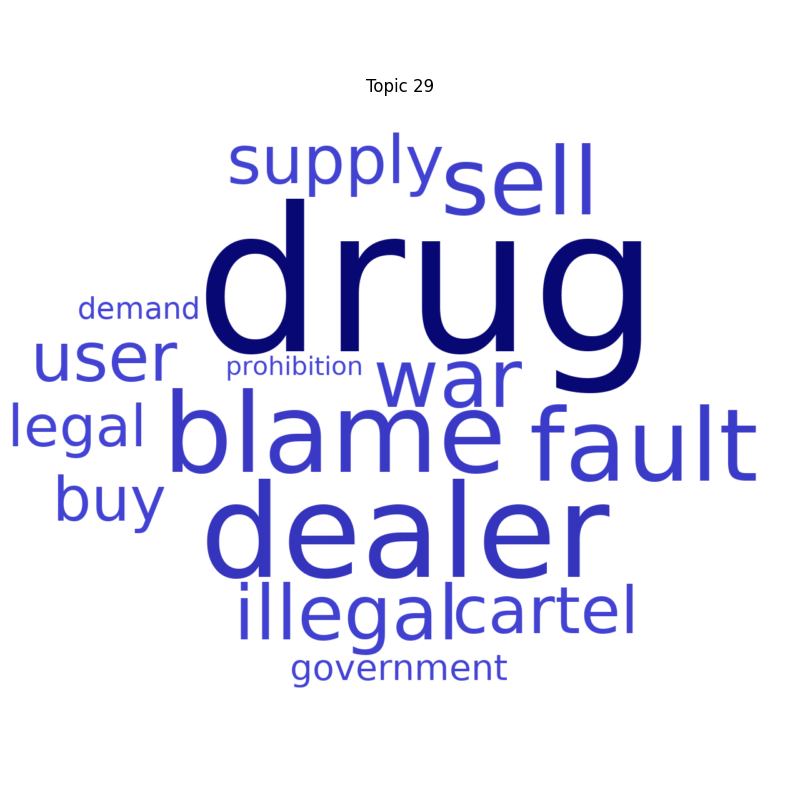 Topic 29
supply sell
drug
demand
user
prohibition war
legal blame fault
buy
dealer
illegal cartel
government